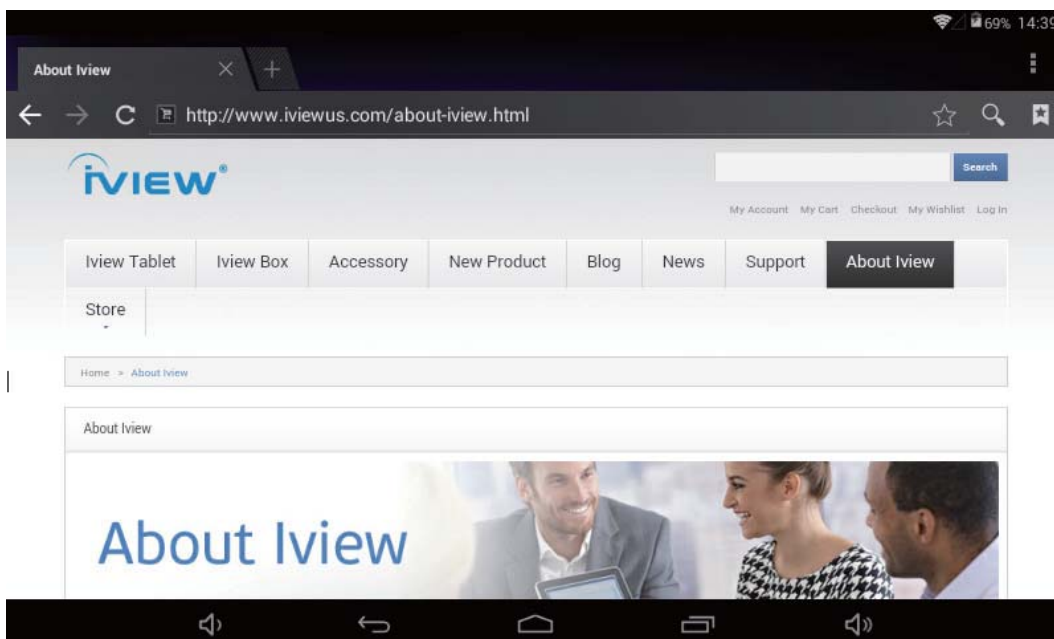 69% 14:39
About Iview
http://www.iviewus.com/about-iview.html
iVIEW®
Search
My Account My Cart Checkout My Wishlist Log In
Iview Tablet Iview Box Accessory New Product Blog News Support About Iview
Store
Home > About Iview
About Iview
About Iview